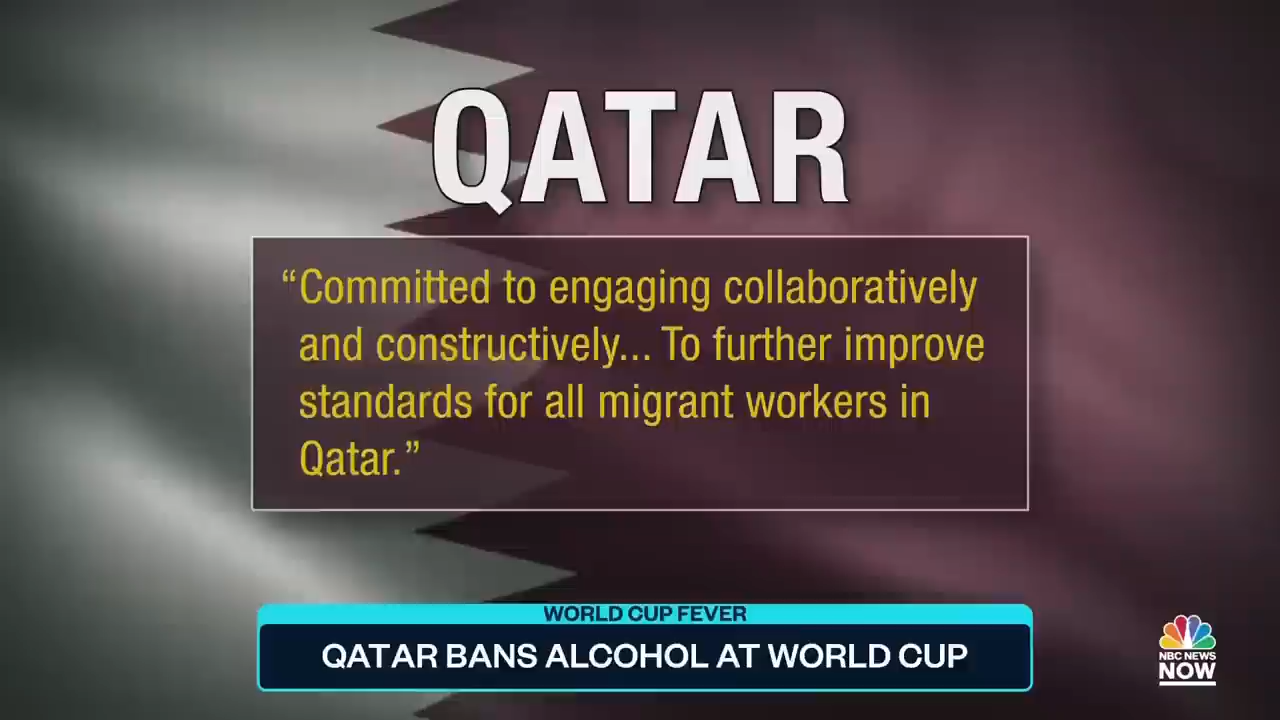 QATAR
“Committed to engaging collaboratively
and constructively... To further improve
standards for all migrant workers in
Qatar.”
WORLD CUP FEVER
QATAR BANS ALCOHOL AT WORLD CUP
NBC NEWS
NOW